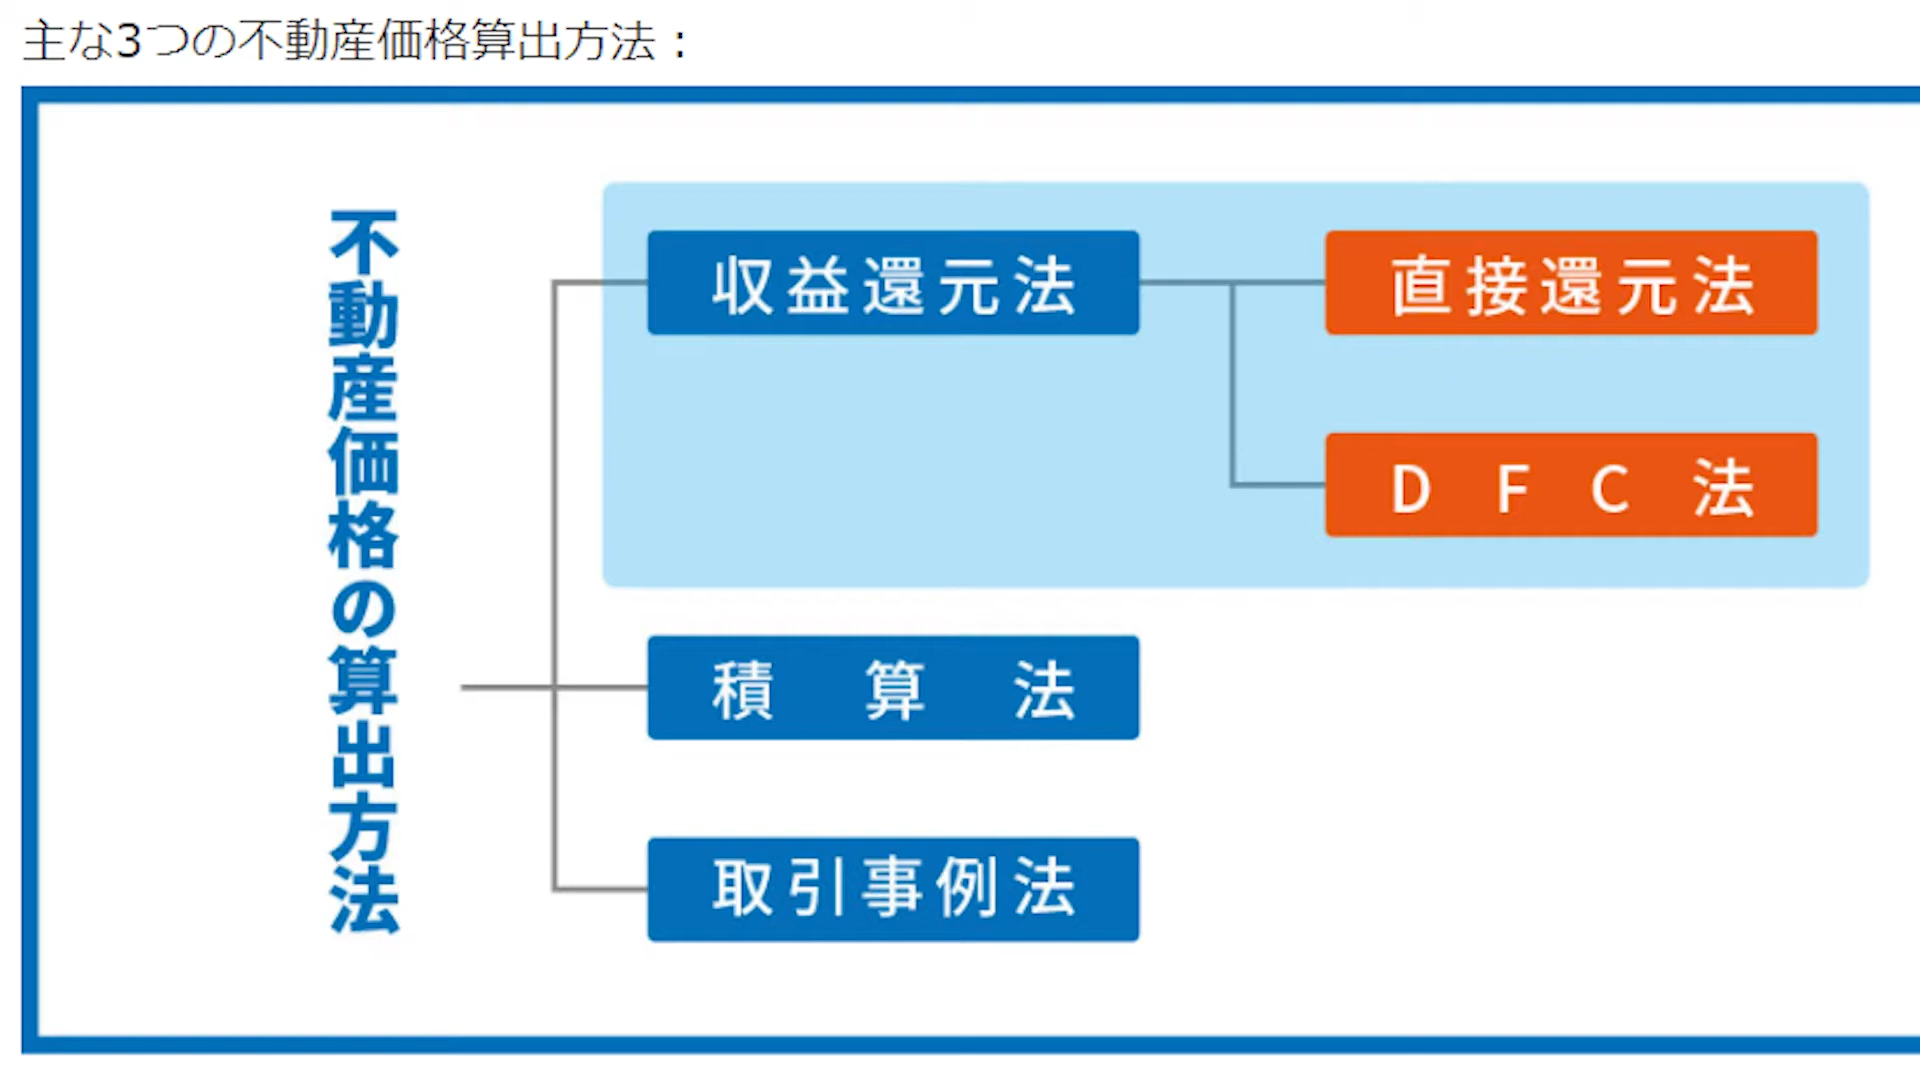 主な3つの不動産価格算出方法：
不動産価格の算出方法
収益還元法
直接還元法
DFC法
積算法
取引事例法